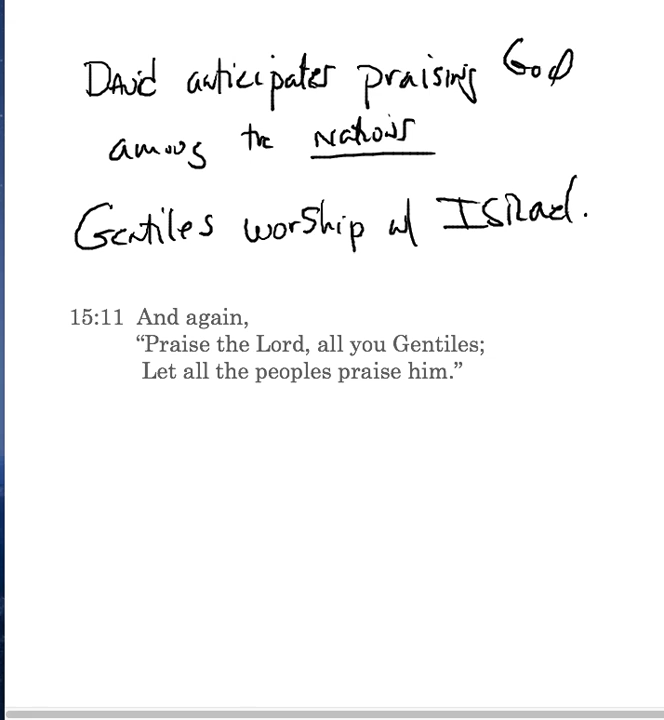 David anticipates praising God
among the Nations
Gentiles worship w/ ISRael.
15:11 And again,
“Praise the Lord, all you Gentiles;
Let all the peoples praise him.”